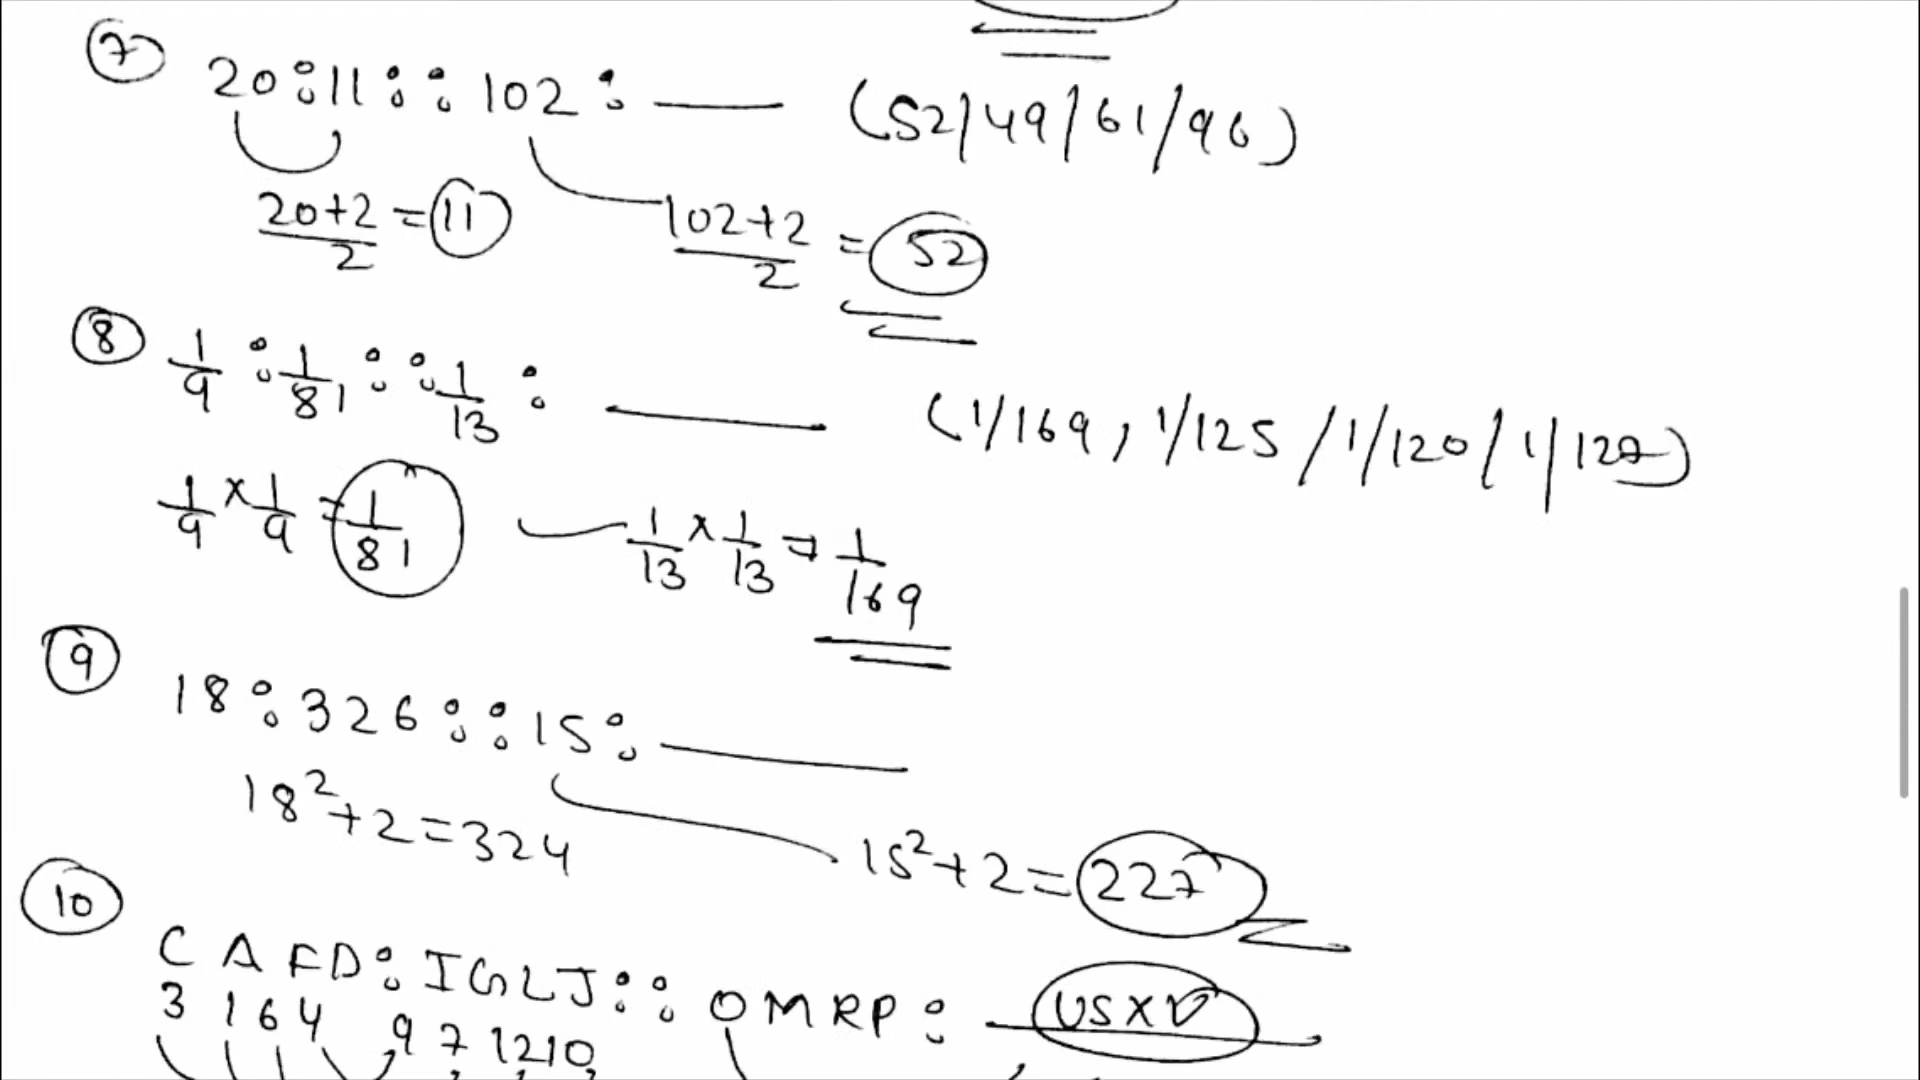 7 20 : 11 : : 102 : ___ (52/49/61/96)
20+2/2 = 11 102+2/2 = 52
8 1/9 : 1/81 : : 1/13 : ___ (1/169, 1/125 / 1/120 / 1/127)
1/9 × 1/9 = 1/81 1/13 × 1/13 = 1/169
9 18 : 326 : : 15 : ___
18²+2=324 15²+2=227
10 CAFD : IGLJ : : OMRP : USXV
3 1 6 4 9 7 12 10